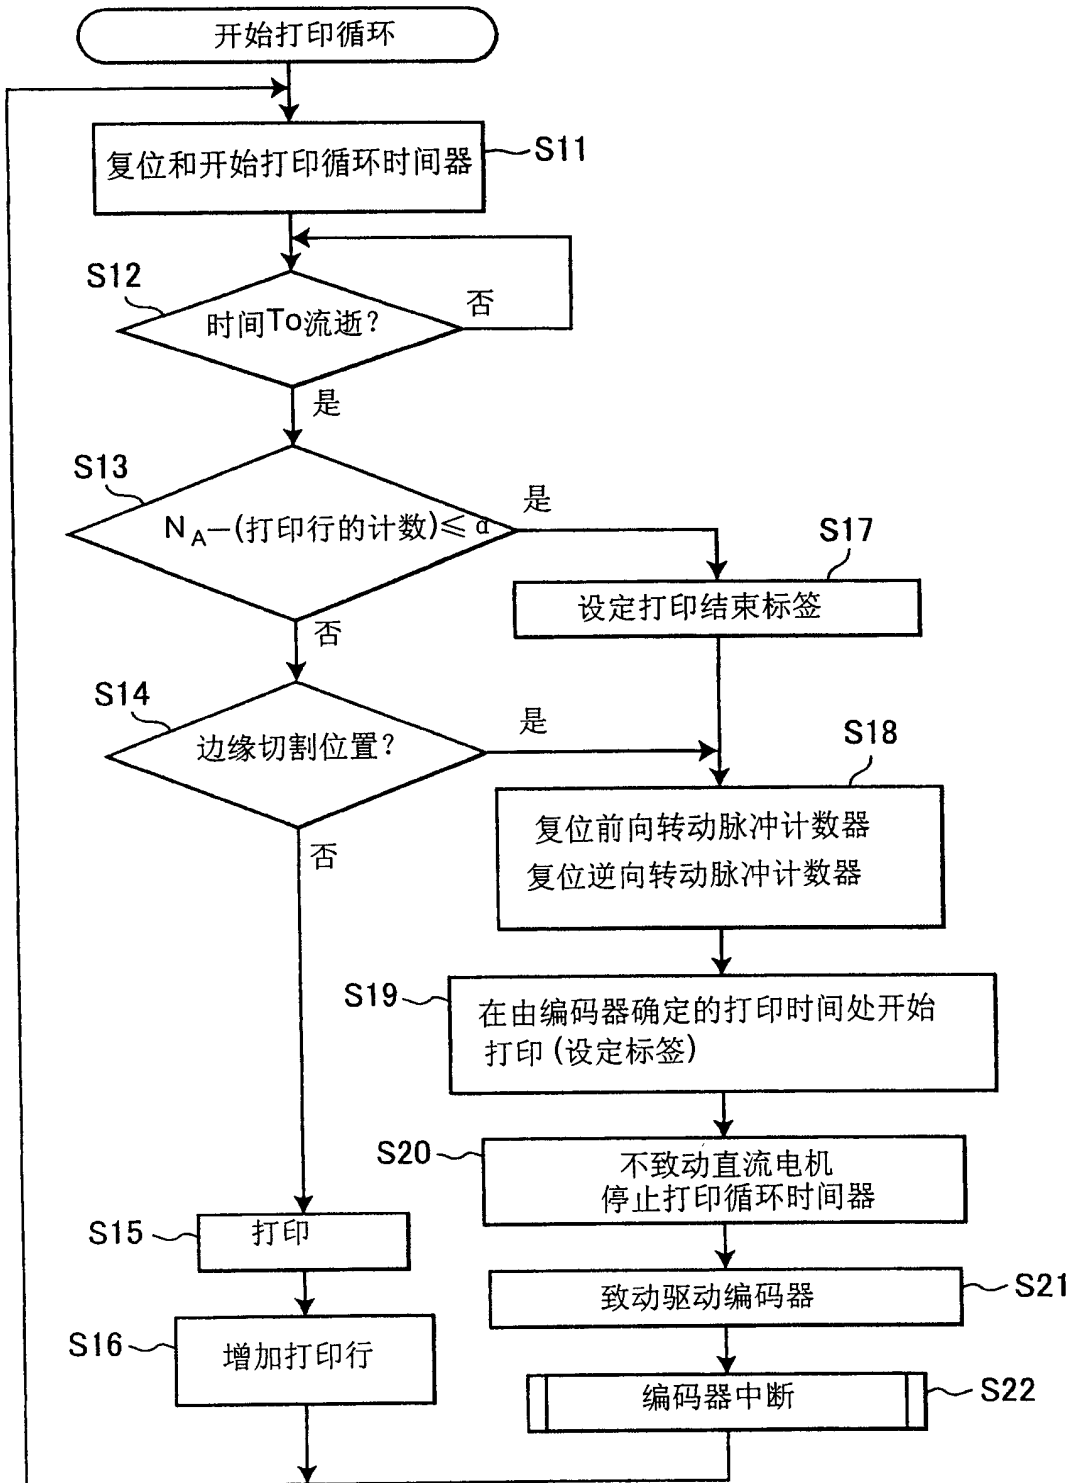 开始打印循环
复位和开始打印循环时间器
S11
S12
时间To流逝?
否
是
S13
NA—(打印行的计数)≤α
是
S17
设定打印结束标签
否
S14
边缘切割位置?
是
S18
复位前向转动脉冲计数器
复位逆向转动脉冲计数器
否
S19
在由编码器确定的打印时间处开始
打印(设定标签)
S20
不致动直流电机
停止打印循环时间器
S15
打印
致动驱动编码器
S21
S16
增加打印行
编码器中断
S22